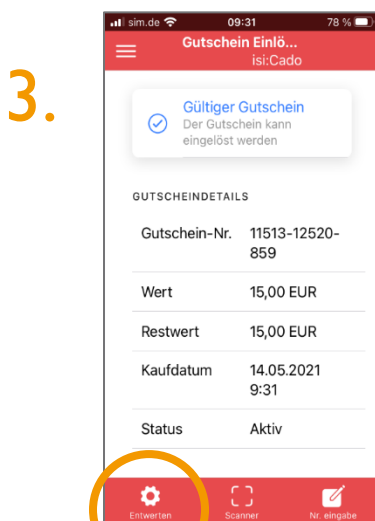 3.
sim.de 09:31 78 %
Gutschein Einlö...
isi:Cado
Gültiger Gutschein
Der Gutschein kann
eingelöst werden
GUTSCHEINDETAILS
Gutschein-Nr. 11513-12520-
859
Wert 15,00 EUR
Restwert 15,00 EUR
Kaufdatum 14.05.2021
9:31
Status Aktiv
Entwerten Scanner Nr. eingabe